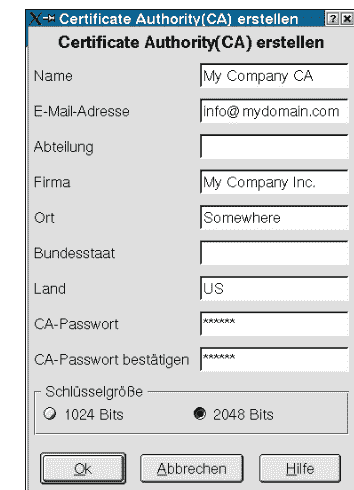 Certificate Authority(CA) erstellen
Certificate Authority(CA) erstellen
Name My Company CA
E-Mail-Adresse info@mydomain.com
Abteilung
Firma My Company Inc.
Ort Somewhere
Bundesstaat
Land US
CA-Passwort ******
CA-Passwort bestätigen ******
Schlüsselgröße
1024 Bits 2048 Bits
Ok Abbrechen Hilfe